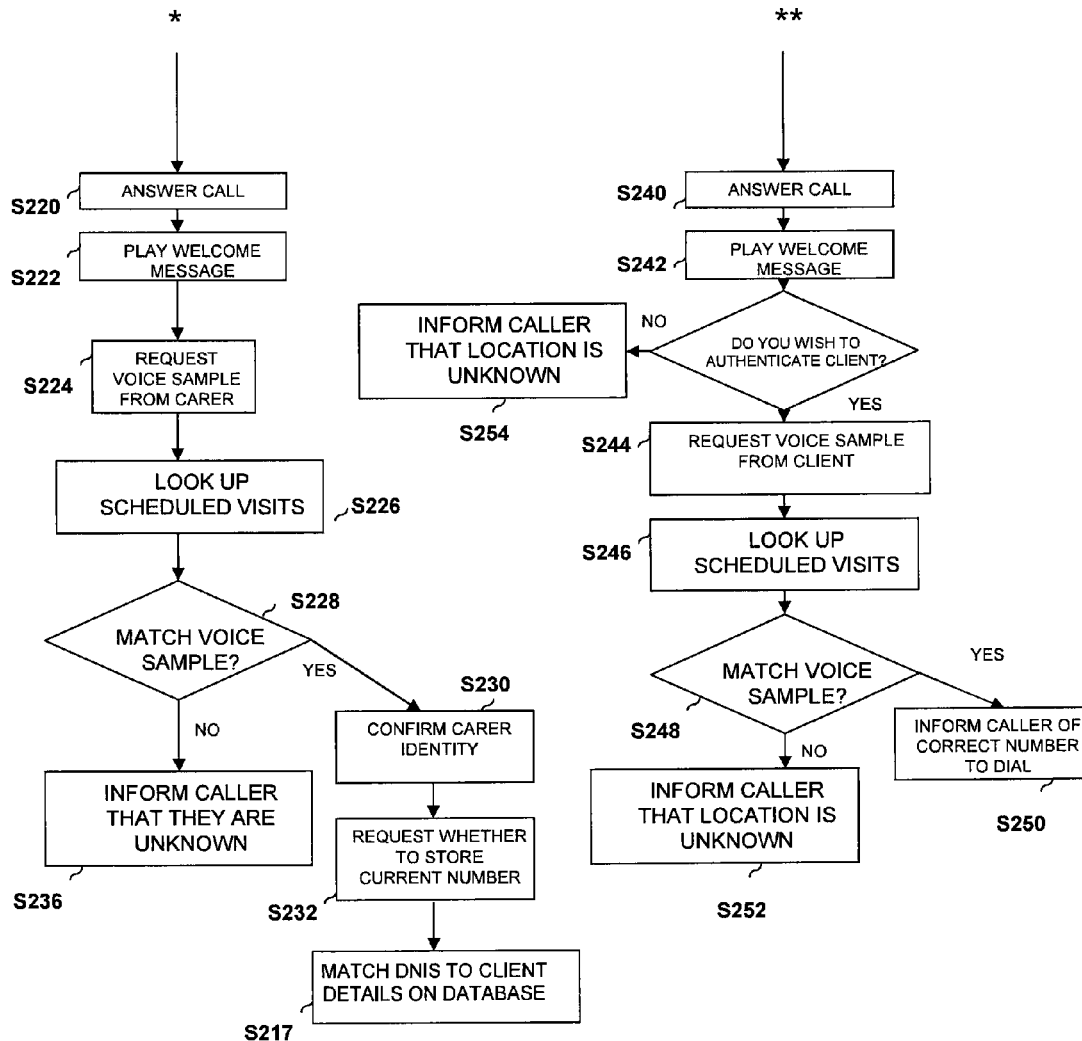 *
ANSWER CALL
S220
PLAY WELCOME
MESSAGE
S222
REQUEST
VOICE SAMPLE
FROM CARER
S224
LOOK UP
SCHEDULED VISITS
S226
S228
MATCH VOICE
SAMPLE?
YES
NO
S230
CONFIRM CARER
IDENTITY
INFORM CALLER
THAT THEY ARE
UNKNOWN
S236
REQUEST WHETHER
TO STORE
CURRENT NUMBER
S232
MATCH DNIS TO CLIENT
DETAILS ON DATABASE
S217
**
ANSWER CALL
S240
PLAY WELCOME
MESSAGE
S242
DO YOU WISH TO
AUTHENTICATE CLIENT?
NO
INFORM CALLER
THAT LOCATION IS
UNKNOWN
S254
YES
S244
REQUEST VOICE SAMPLE
FROM CLIENT
S246
LOOK UP
SCHEDULED VISITS
MATCH VOICE
SAMPLE?
S248
YES
NO
INFORM CALLER OF
CORRECT NUMBER
TO DIAL
S250
INFORM CALLER
THAT LOCATION IS
UNKNOWN
S252